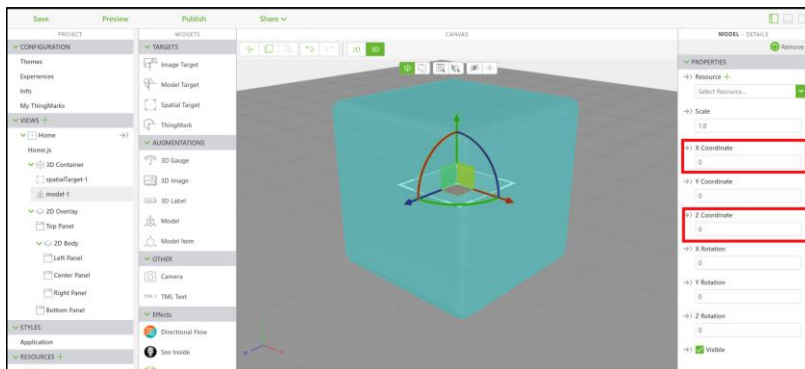 Save Preview Publish Share
PROJECT
CONFIGURATION
Themes
Experiences
Info
My ThingMarks
VIEWS
Home
Home.js
3D Container
spatialTarget-1
model-1
2D Overlay
Top Panel
2D Body
Left Panel
Center Panel
Right Panel
Bottom Panel
STYLES
Application
RESOURCES
WIDGETS
TARGETS
Image Target
Model Target
Spatial Target
ThingMark
AUGMENTATIONS
3D Gauge
3D Image
3D Label
Model
Model Item
OTHER
Camera
TML Text
Effects
Directional Flow
See Inside
CANVAS
2D 3D
MODEL - DETAILS
Remove
PROPERTIES
Resource
Select Resource...
Scale
1.0
X Coordinate
0
Y Coordinate
0
Z Coordinate
0
X Rotation
0
Y Rotation
0
Z Rotation
0
Visible